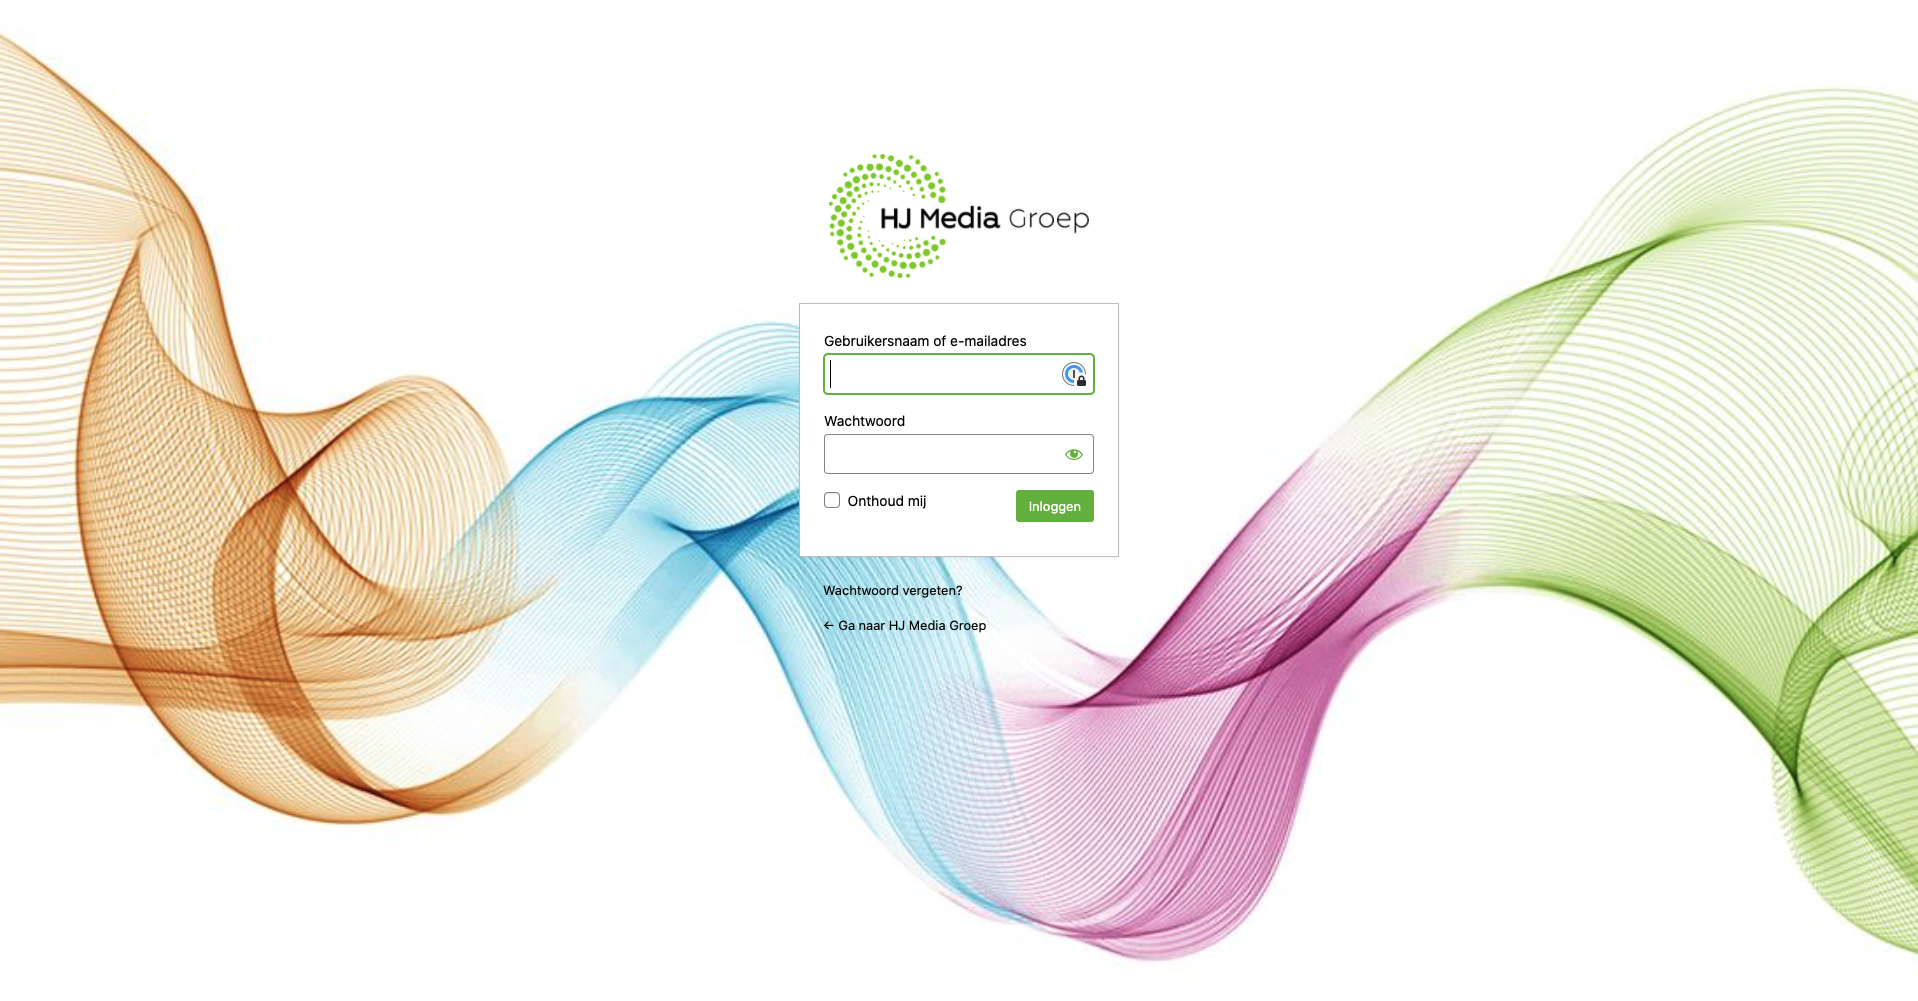 HJ Media Groep
Gebruikersnaam of e-mailadres
Wachtwoord
Onthoud mij
Inloggen
Wachtwoord vergeten?
← Ga naar HJ Media Groep